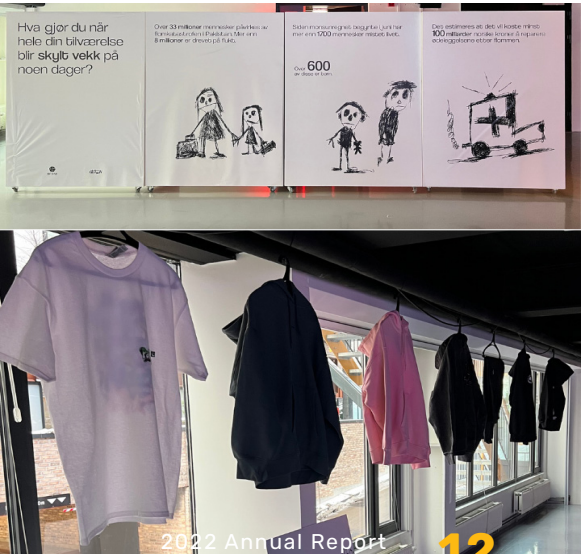 Hva gjør du når
hele din tilværelse
blir skylt vekk på
noen dager?
Over 33 millioner mennesker påvirkes av
flomkatastrofen i Pakistan. Mer enn
8 millioner er drevet på flukt.
Siden monsunregnet begynte i juni har
mer enn 1700 mennesker mistet livet.
Over 600
av disse er barn.
Det estimeres at det vil koste minst
100 milliarder norske kroner å reparere
ødeleggelsene etter flommen.
2022 Annual Report
12